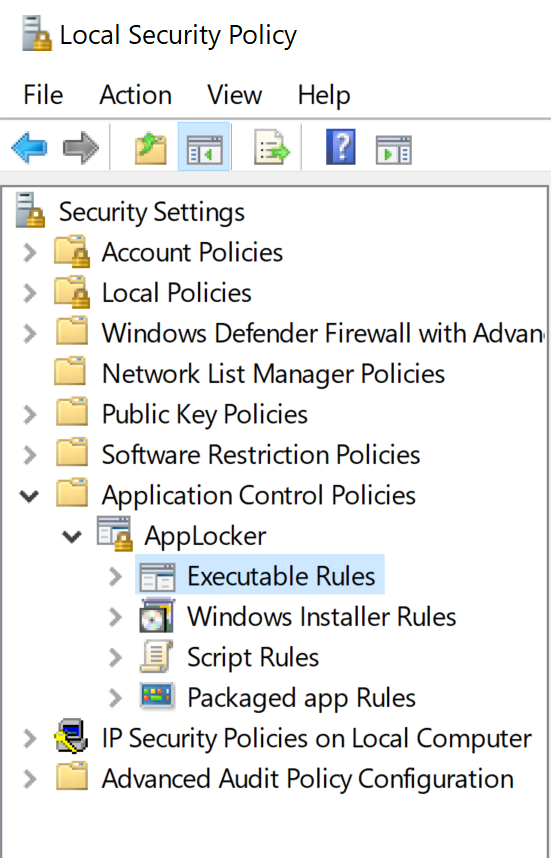 Local Security Policy
File Action View Help
Security Settings
Account Policies
Local Policies
Windows Defender Firewall with Advan
Network List Manager Policies
Public Key Policies
Software Restriction Policies
Application Control Policies
AppLocker
Executable Rules
Windows Installer Rules
Script Rules
Packaged app Rules
IP Security Policies on Local Computer
Advanced Audit Policy Configuration